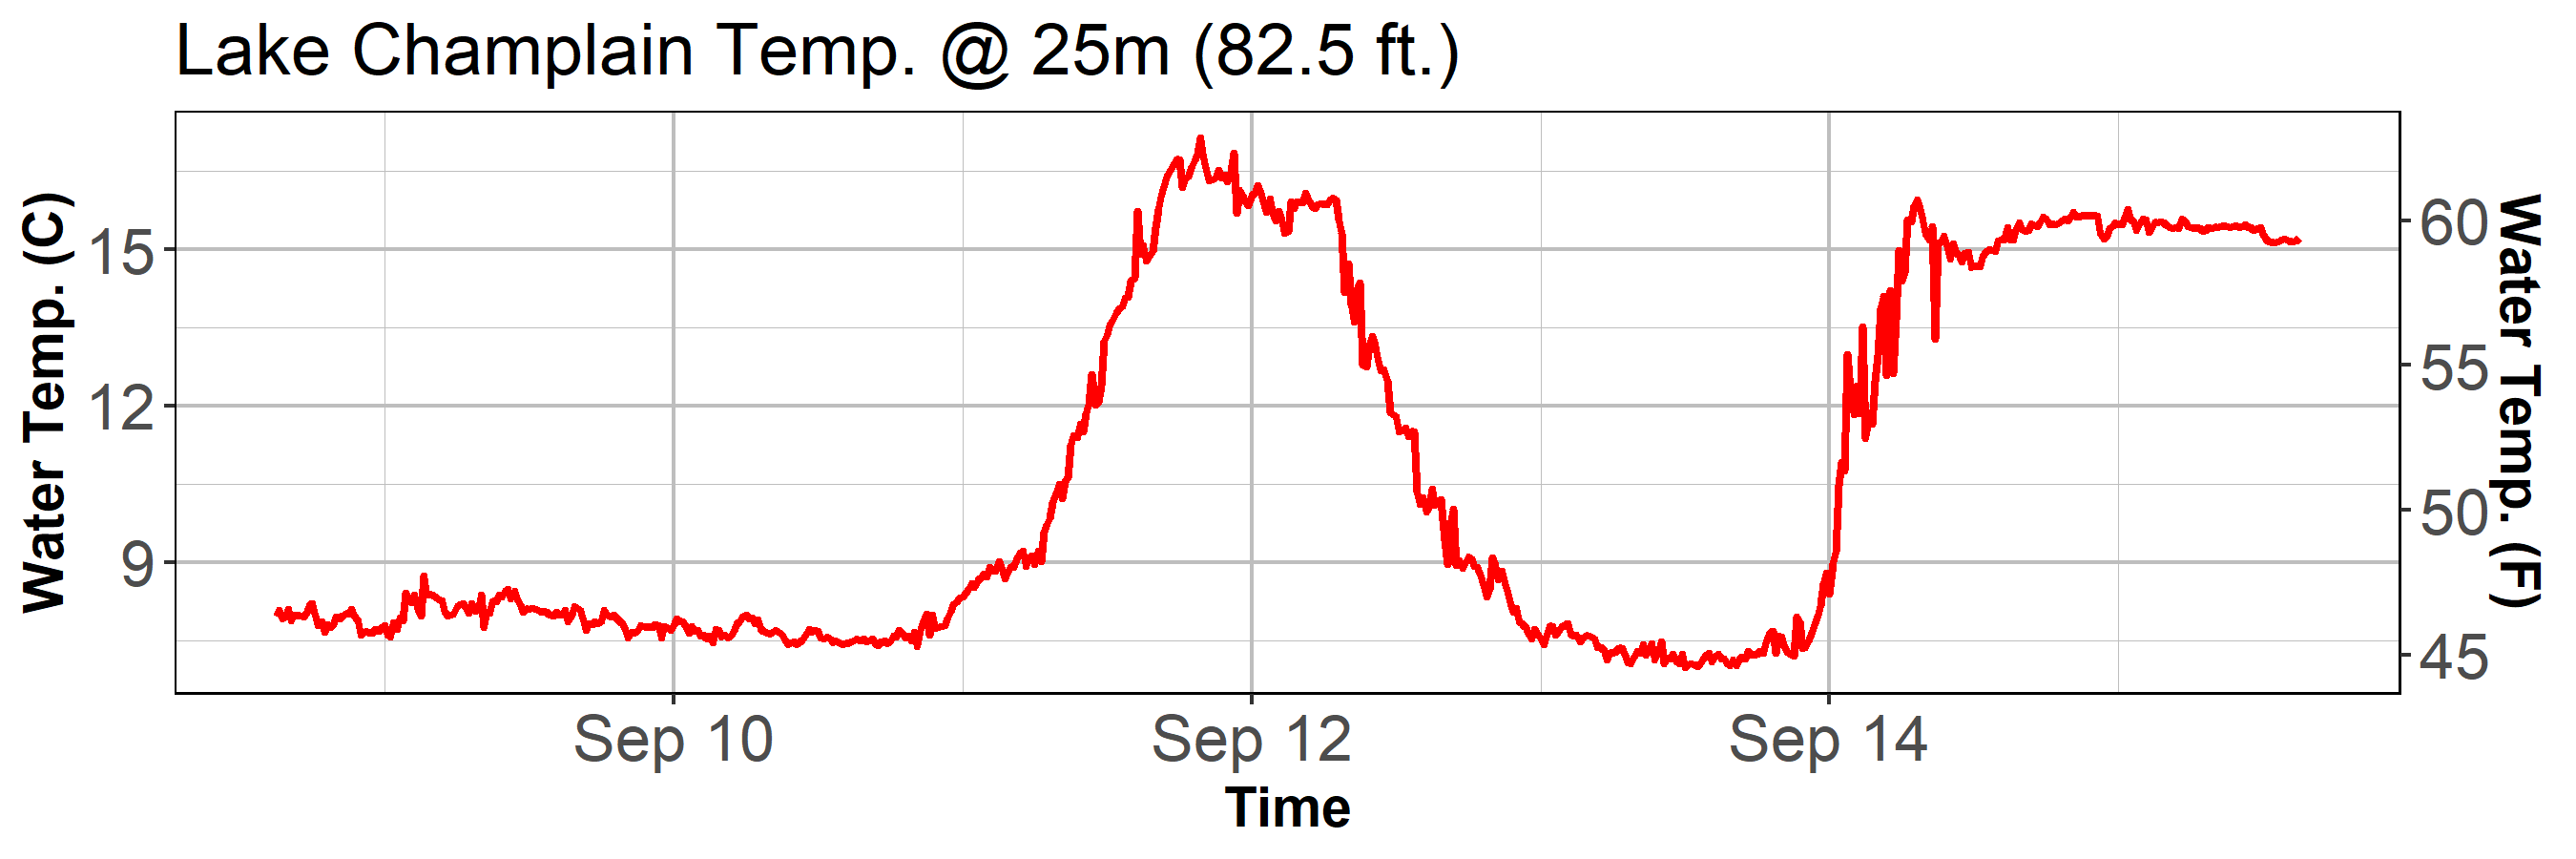 Lake Champlain Temp. @ 25m (82.5 ft.)
Water Temp. (C)
15
12
9
60
55
50
45
Water Temp. (F)
Sep 10
Sep 12
Sep 14
Time